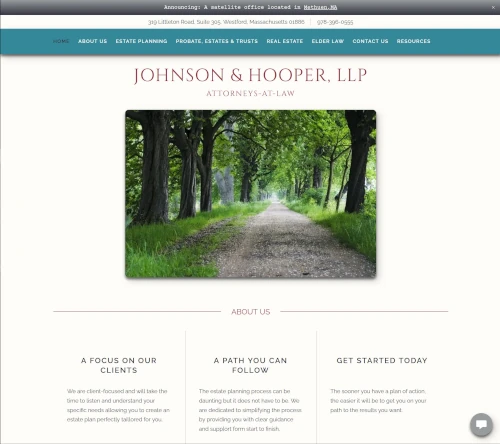 Announcing: A satellite office located in Methuen,MA
x
319 Littleton Road, Suite 305, Westford, Massachusetts 01886 | 978-396-0555
HOME ABOUT US ESTATE PLANNING PROBATE, ESTATES & TRUSTS REAL ESTATE ELDER LAW CONTACT US RESOURCES
JOHNSON & HOOPER, LLP
ATTORNEYS-AT-LAW
ABOUT US
A FOCUS ON OUR
CLIENTS
We are client-focused and will take
the time to listen and understand your
specific needs allowing you to create an
estate plan perfectly tailored for you.
A PATH YOU CAN
FOLLOW
The estate planning process can be
daunting but it does not have to be. We
are dedicated to simplifying the process
by providing you with clear guidance
and support form start to finish.
GET STARTED TODAY
The sooner you have a plan of action,
the easier it will be to get you on your
path to the results you want.